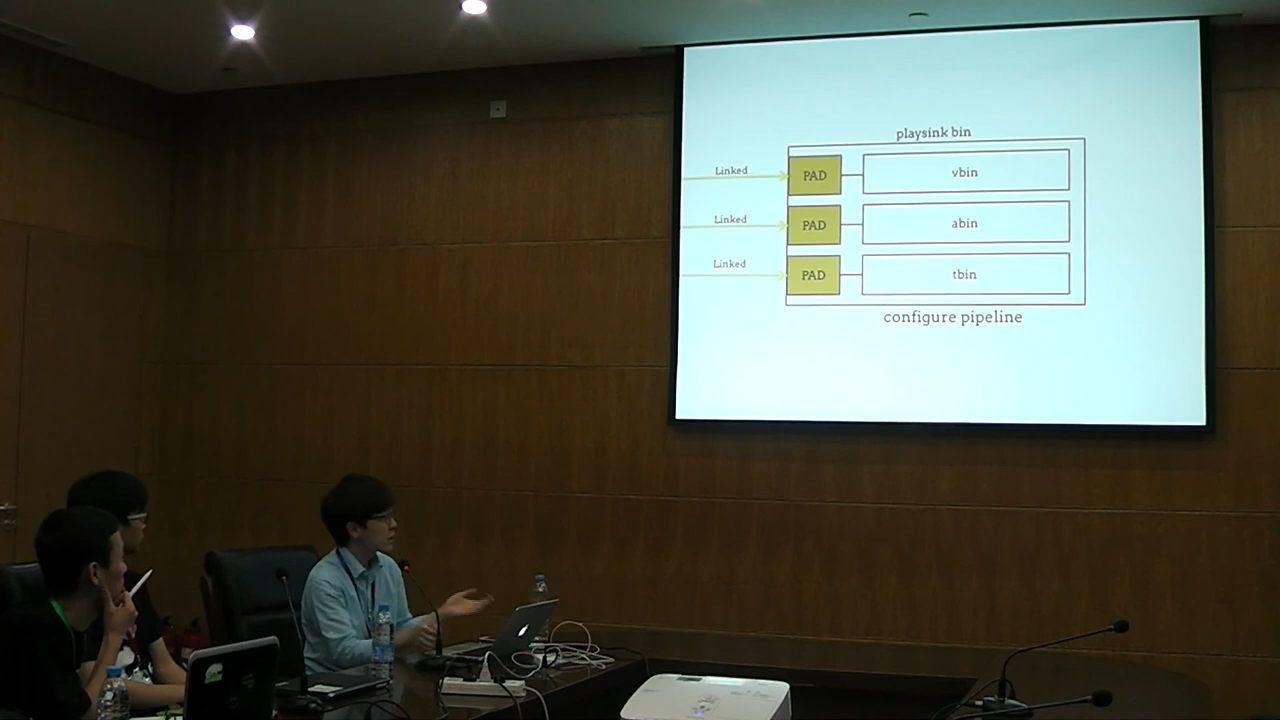 playsink bin
Linked
PAD
vbin
Linked
PAD
abin
Linked
PAD
tbin
configure pipeline